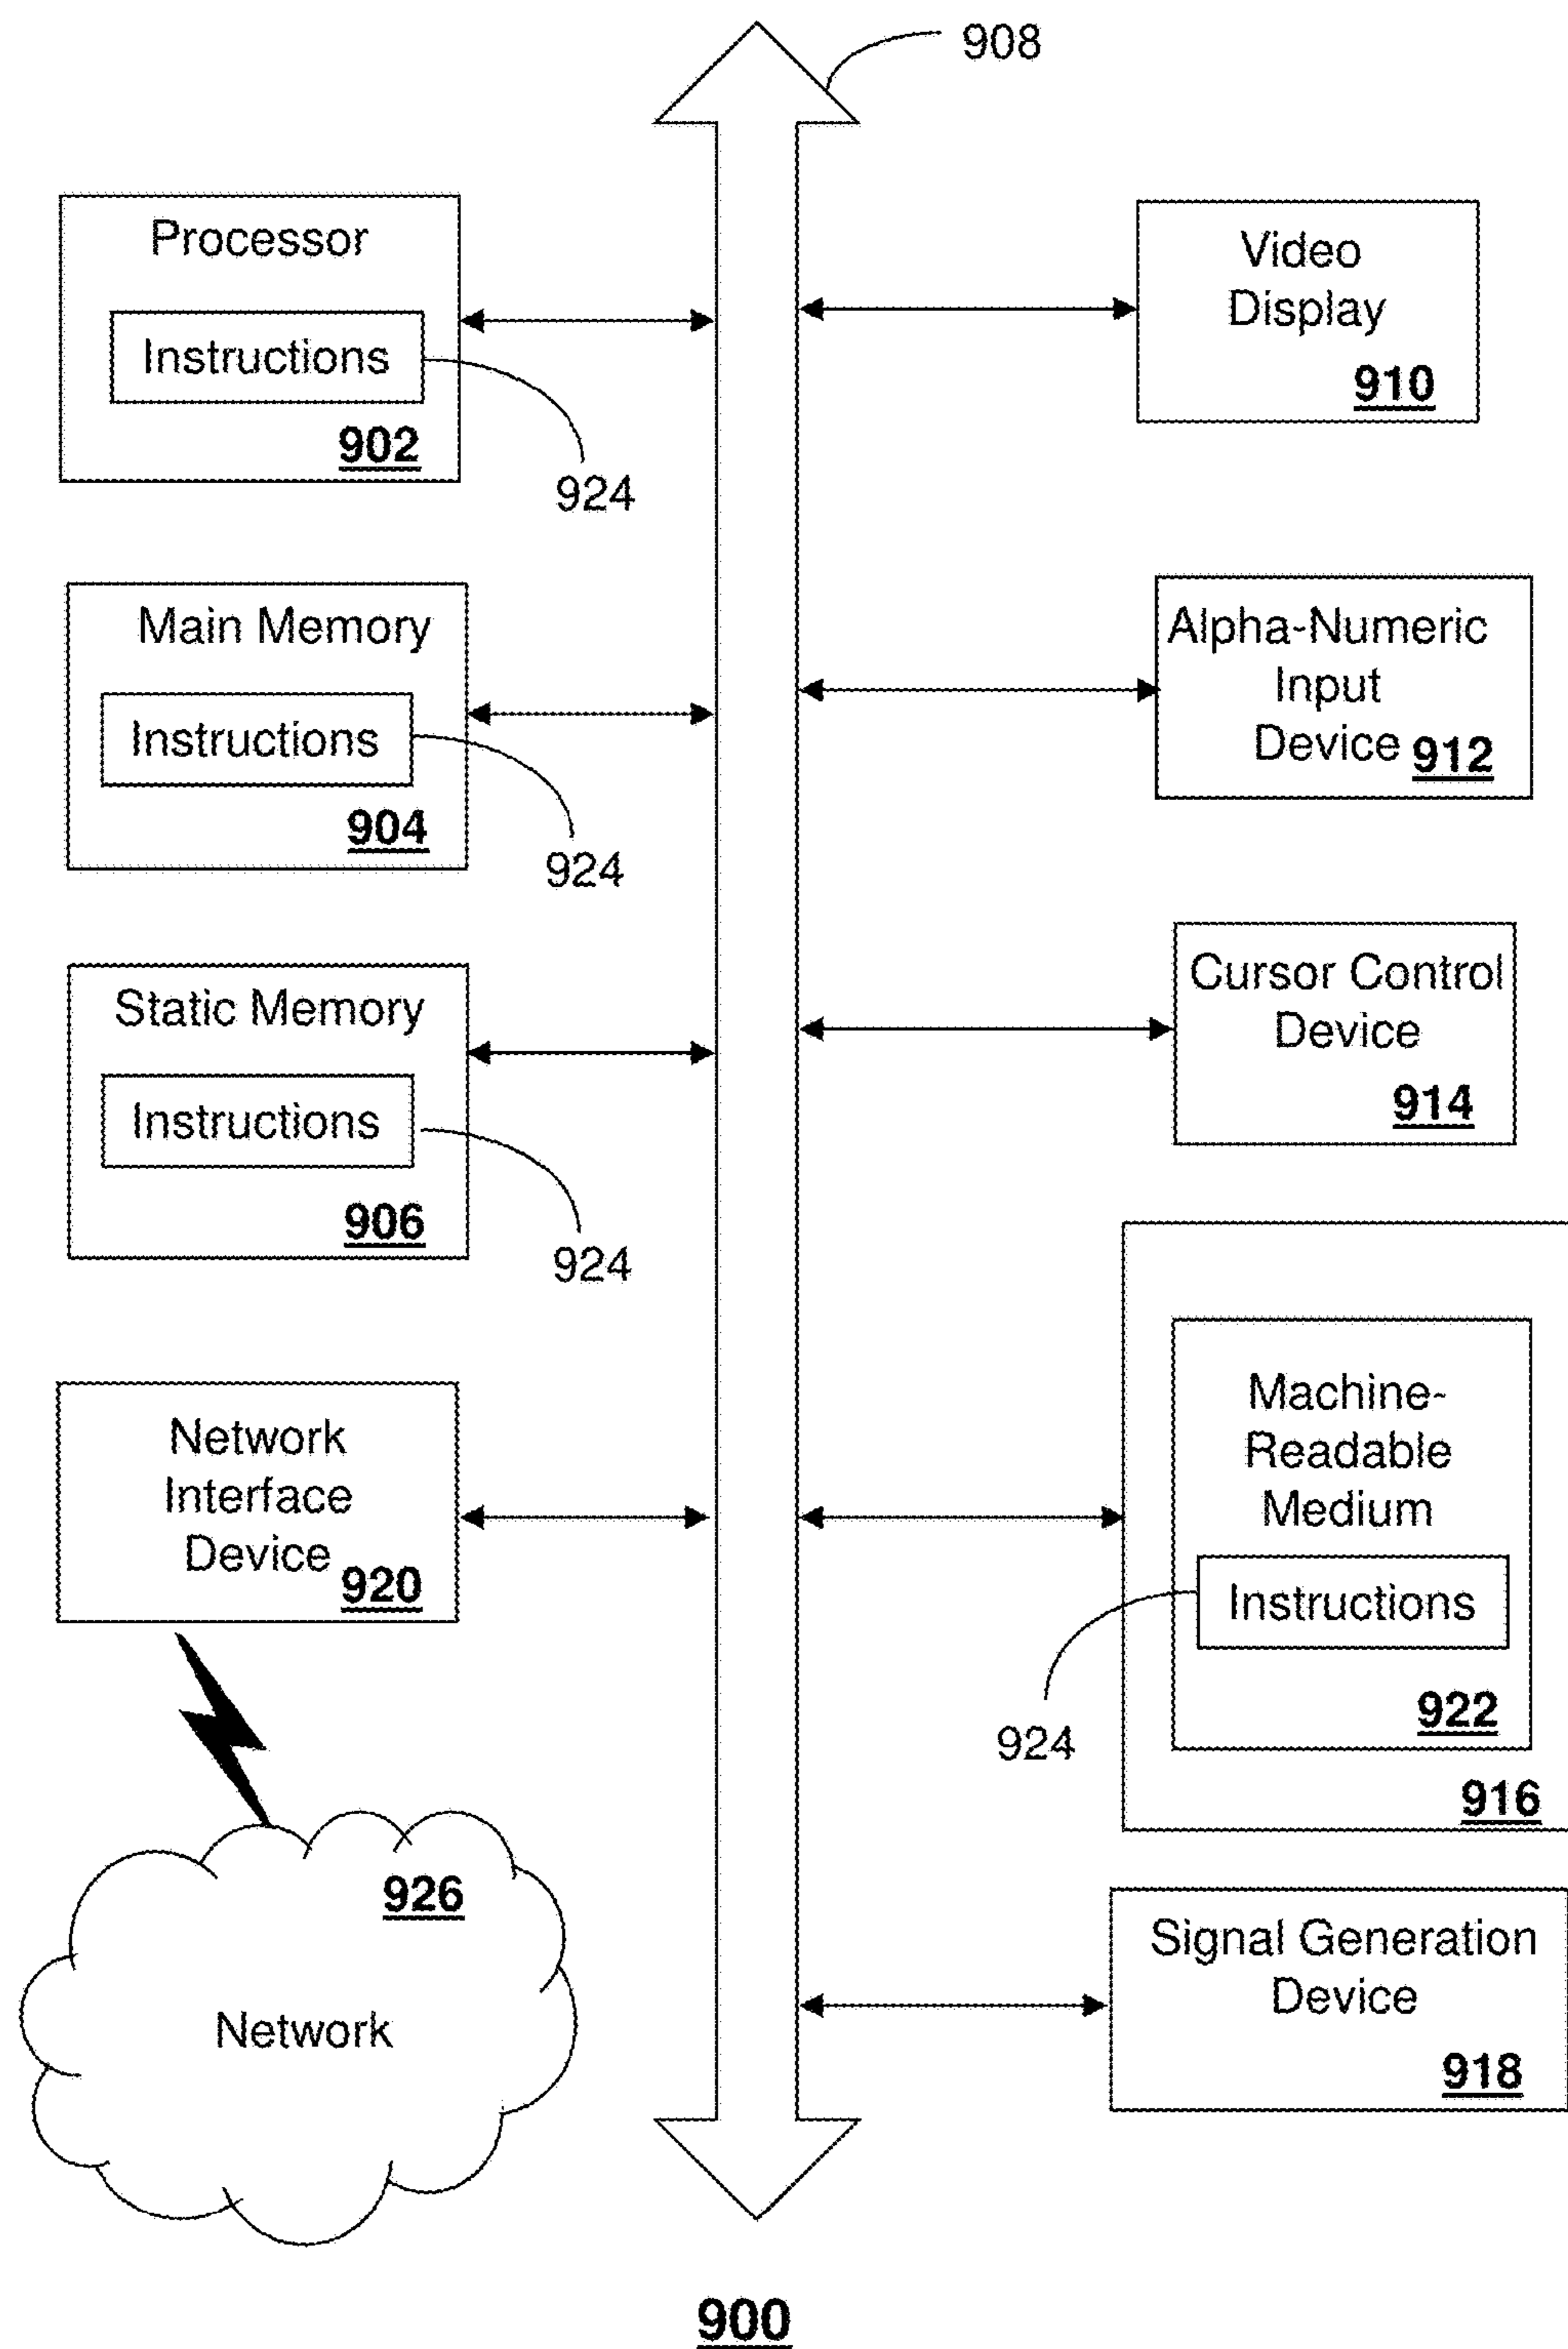 908
Processor
Instructions
902
924
Main Memory
Instructions
904
924
Static Memory
Instructions
906
924
Network
Interface
Device
920
926
Network
Video
Display
910
Alpha-Numeric
Input
Device
912
Cursor Control
Device
914
Machine-
Readable
Medium
Instructions
924
922
916
Signal Generation
Device
918
900